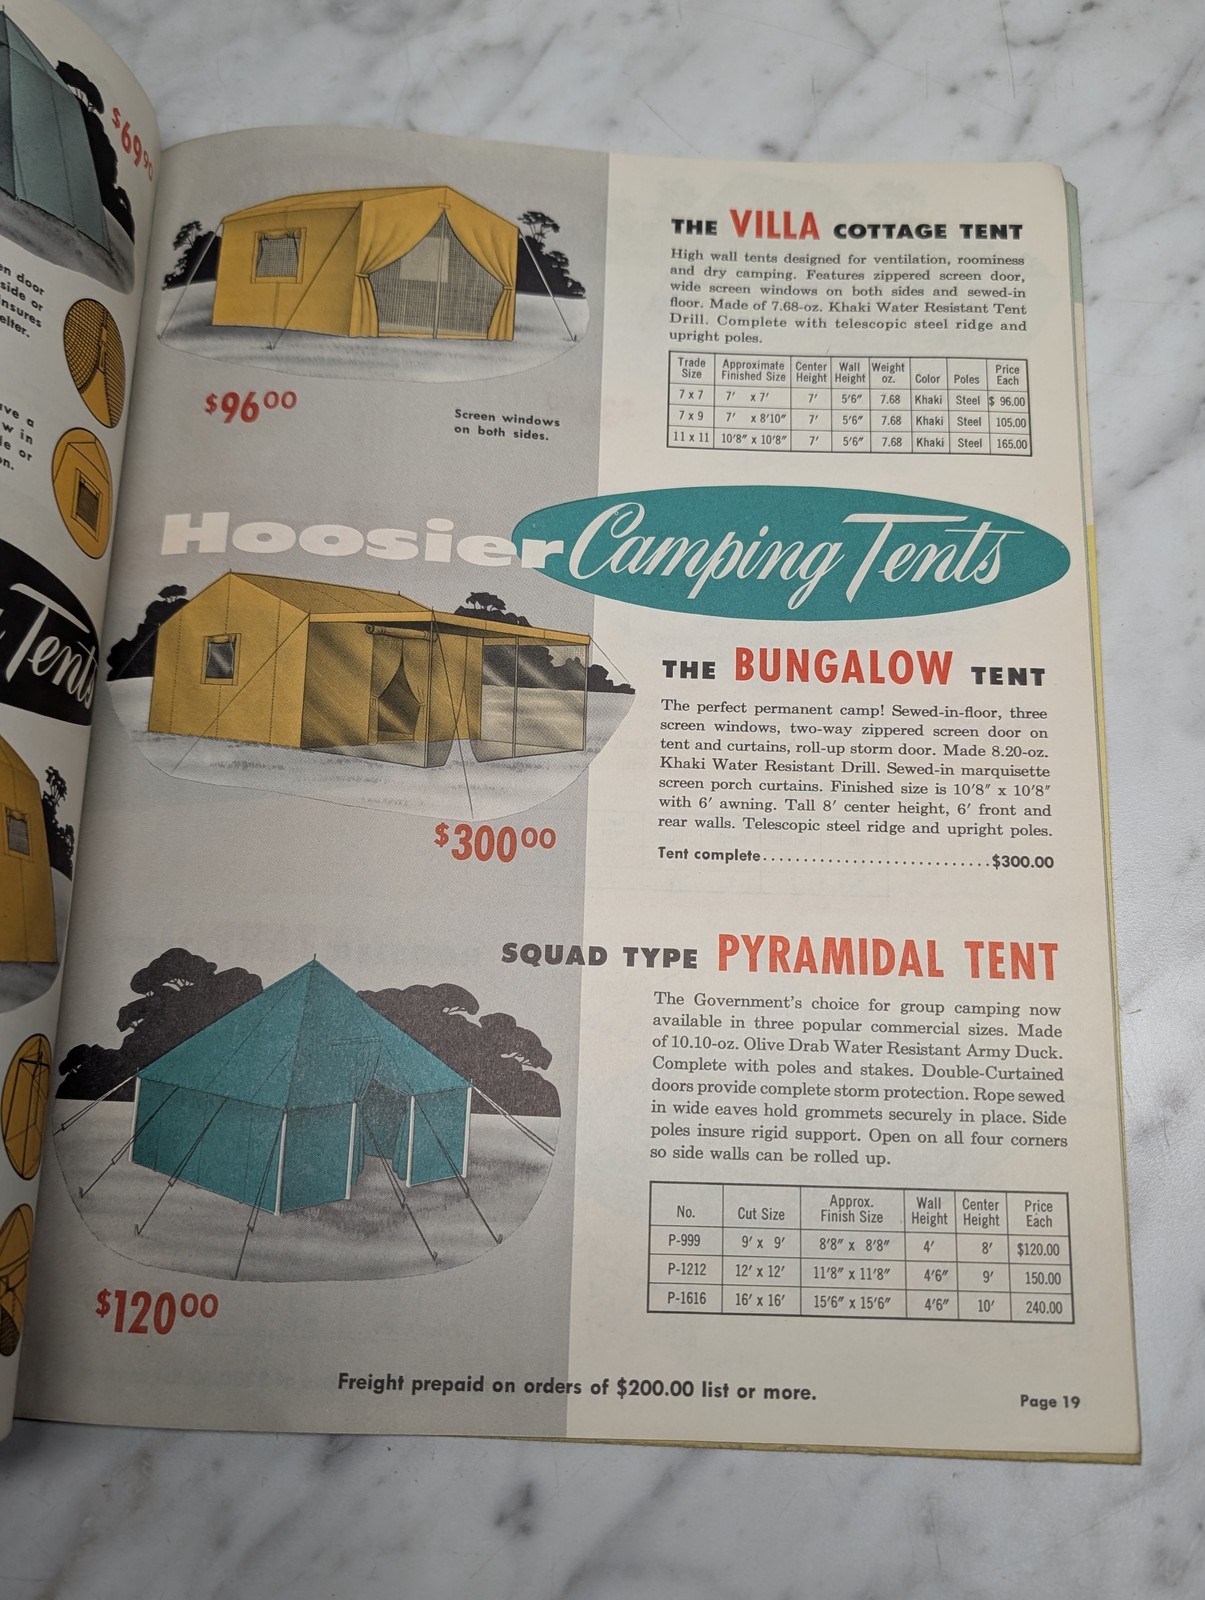 $69.90
en door
side or
nsures
elter.
ave a
w in
le or
on.
Tents
THE VILLA COTTAGE TENT
High wall tents designed for ventilation, roominess
and dry camping. Features zippered screen door,
wide screen windows on both sides and sewed-in
floor. Made of 7.68-oz. Khaki Water Resistant Tent
Drill. Complete with telescopic steel ridge and
upright poles.
Trade Size Approximate Finished Size Center Height Wall Height Weight oz. Color Poles Price Each
7 x 7 7′ x 7′ 7′ 5′6″ 7.68 Khaki Steel $ 96.00
7 x 9 7′ x 8′10″ 7′ 5′6″ 7.68 Khaki Steel 105.00
11 x 11 10′8″ x 10′8″ 7′ 5′6″ 7.68 Khaki Steel 165.00
$96.00
Screen windows
on both sides.
Hoosier Camping Tents
THE BUNGALOW TENT
The perfect permanent camp! Sewed-in-floor, three
screen windows, two-way zippered screen door on
tent and curtains, roll-up storm door. Made 8.20-oz.
Khaki Water Resistant Drill. Sewed-in marquisette
screen porch curtains. Finished size is 10′8″ x 10′8″
with 6′ awning. Tall 8′ center height, 6′ front and
rear walls. Telescopic steel ridge and upright poles.
Tent complete............................$300.00
$300.00
SQUAD TYPE PYRAMIDAL TENT
The Government's choice for group camping now
available in three popular commercial sizes. Made
of 10.10-oz. Olive Drab Water Resistant Army Duck.
Complete with poles and stakes. Double-Curtained
doors provide complete storm protection. Rope sewed
in wide eaves hold grommets securely in place. Side
poles insure rigid support. Open on all four corners
so side walls can be rolled up.
No. Cut Size Approx. Finish Size Wall Height Center Height Price Each
P-999 9′ x 9′ 8′8″ x 8′8″ 4′ 8′ $120.00
P-1212 12′ x 12′ 11′8″ x 11′8″ 4′6″ 9′ 150.00
P-1616 16′ x 16′ 15′6″ x 15′6″ 4′6″ 10′ 240.00
$120.00
Freight prepaid on orders of $200.00 list or more.
Page 19